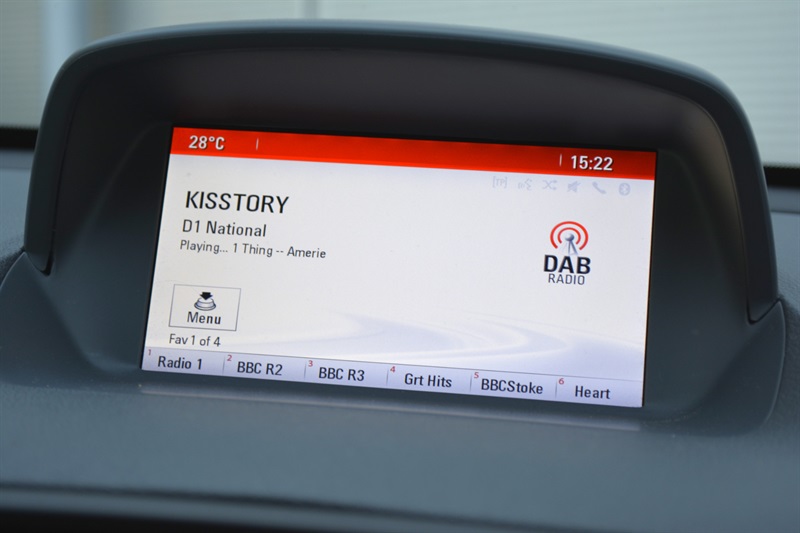 28°C
15:22
[TP]
KISSTORY
D1 National
Playing... 1 Thing -- Amerie
DAB
RADIO
Menu
Fav 1 of 4
1 Radio 1
2 BBC R2
3 BBC R3
4 Grt Hits
5 BBCStoke
6 Heart